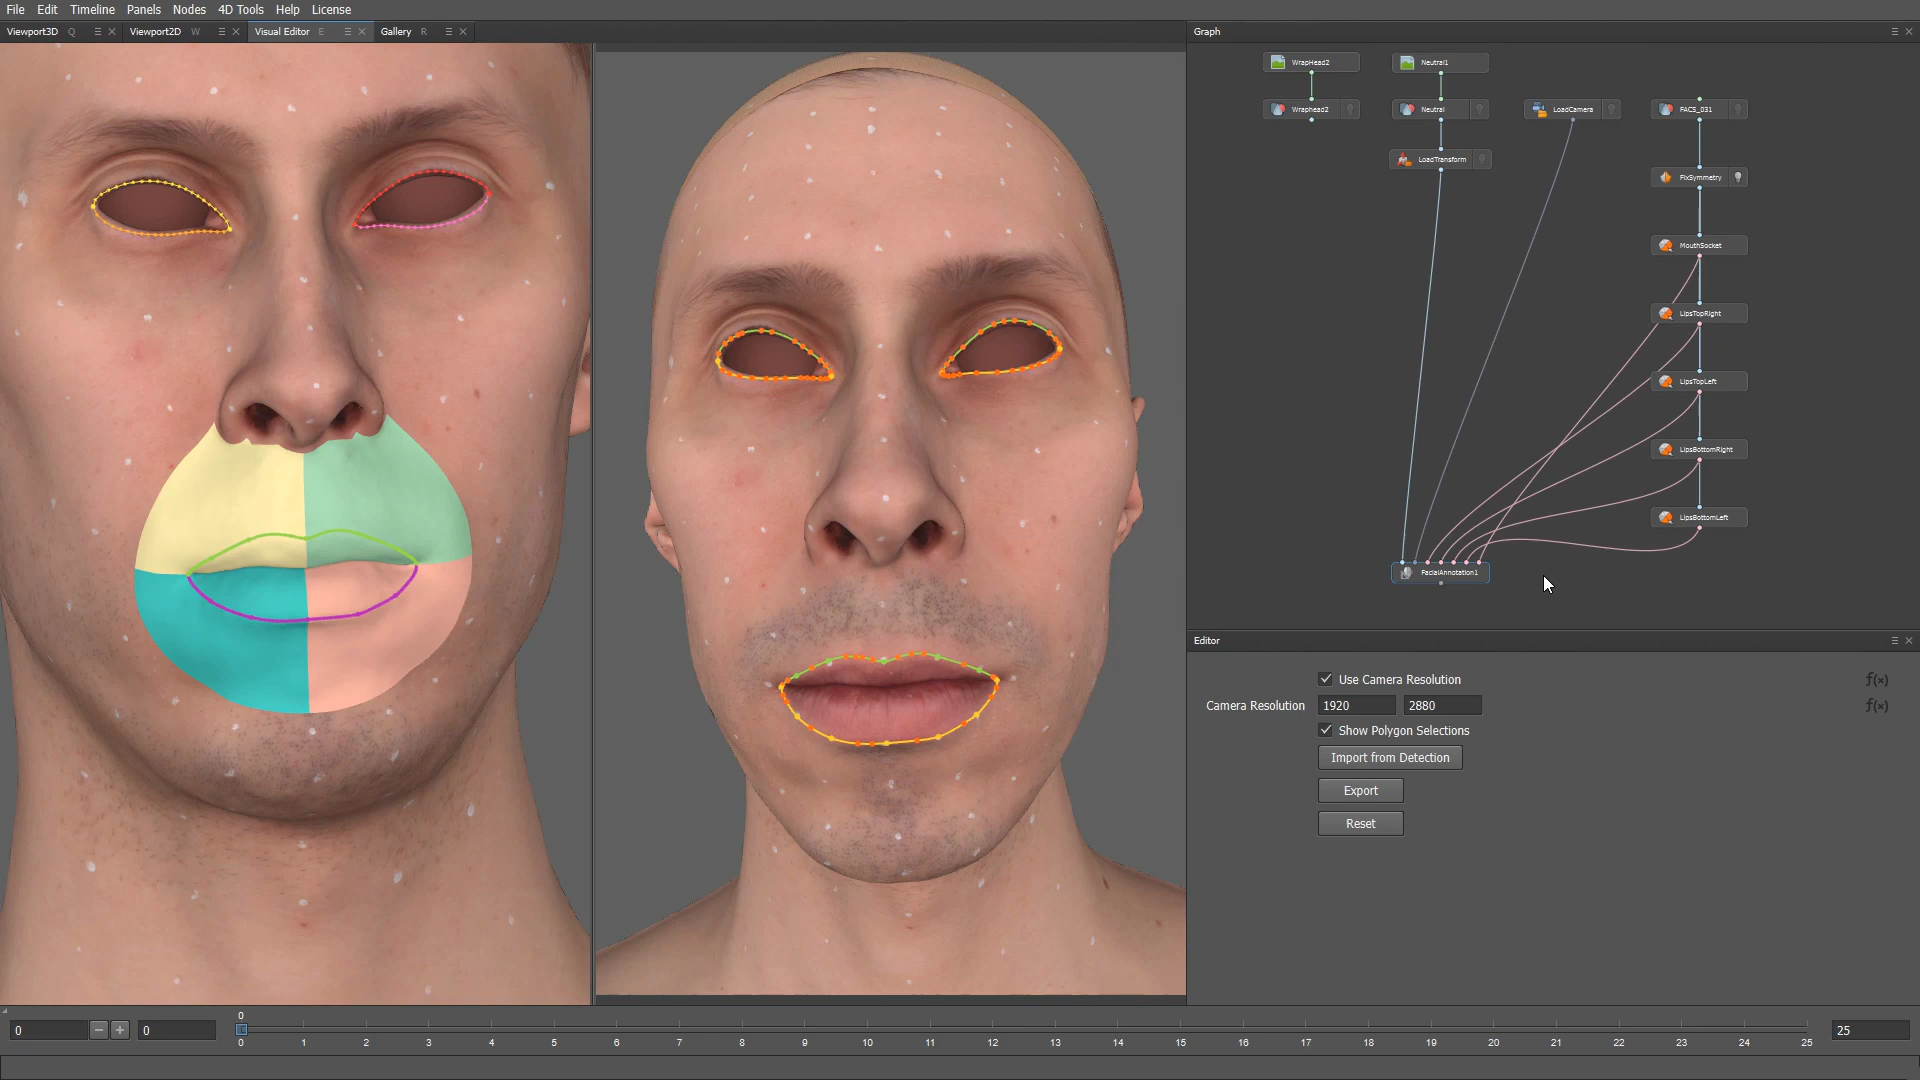 File Edit Timeline Panels Nodes 4D Tools Help License
Viewport3D Q Viewport2D W Visual Editor E Gallery R
Graph
WrapHead2 Neutral1
Wraphead2 Neutral LoadCamera FACS_031
LoadTransform
FixSymmetry
MouthSocket
LipsTopRight
LipsTopLeft
LipsBottomRight
LipsBottomLeft
FacialAnnotation1
Editor
Use Camera Resolution f(x)
Camera Resolution 1920 2880 f(x)
Show Polygon Selections
Import from Detection
Export
Reset
0
0 0 25
0 1 2 3 4 5 6 7 8 9 10 11 12 13 14 15 16 17 18 19 20 21 22 23 24 25